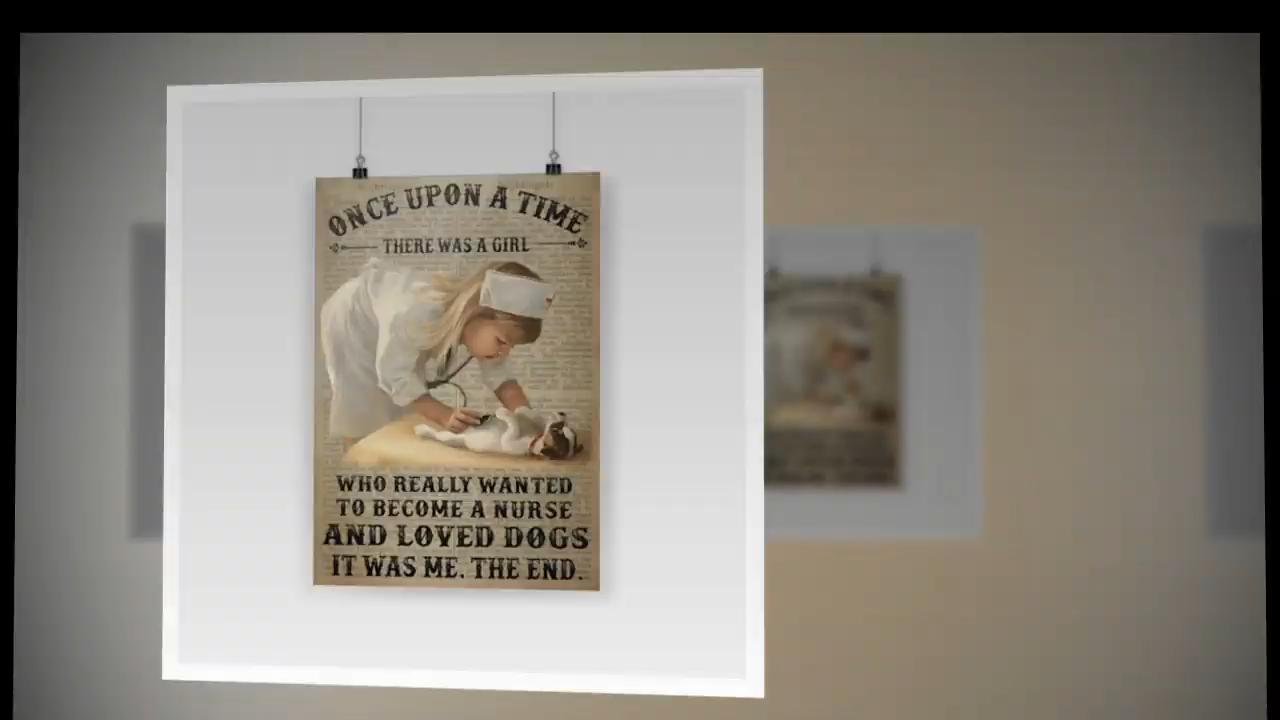 ONCE UPON A TIME
THERE WAS A GIRL
WHO REALLY WANTED
TO BECOME A NURSE
AND LOVED DOGS
IT WAS ME. THE END.